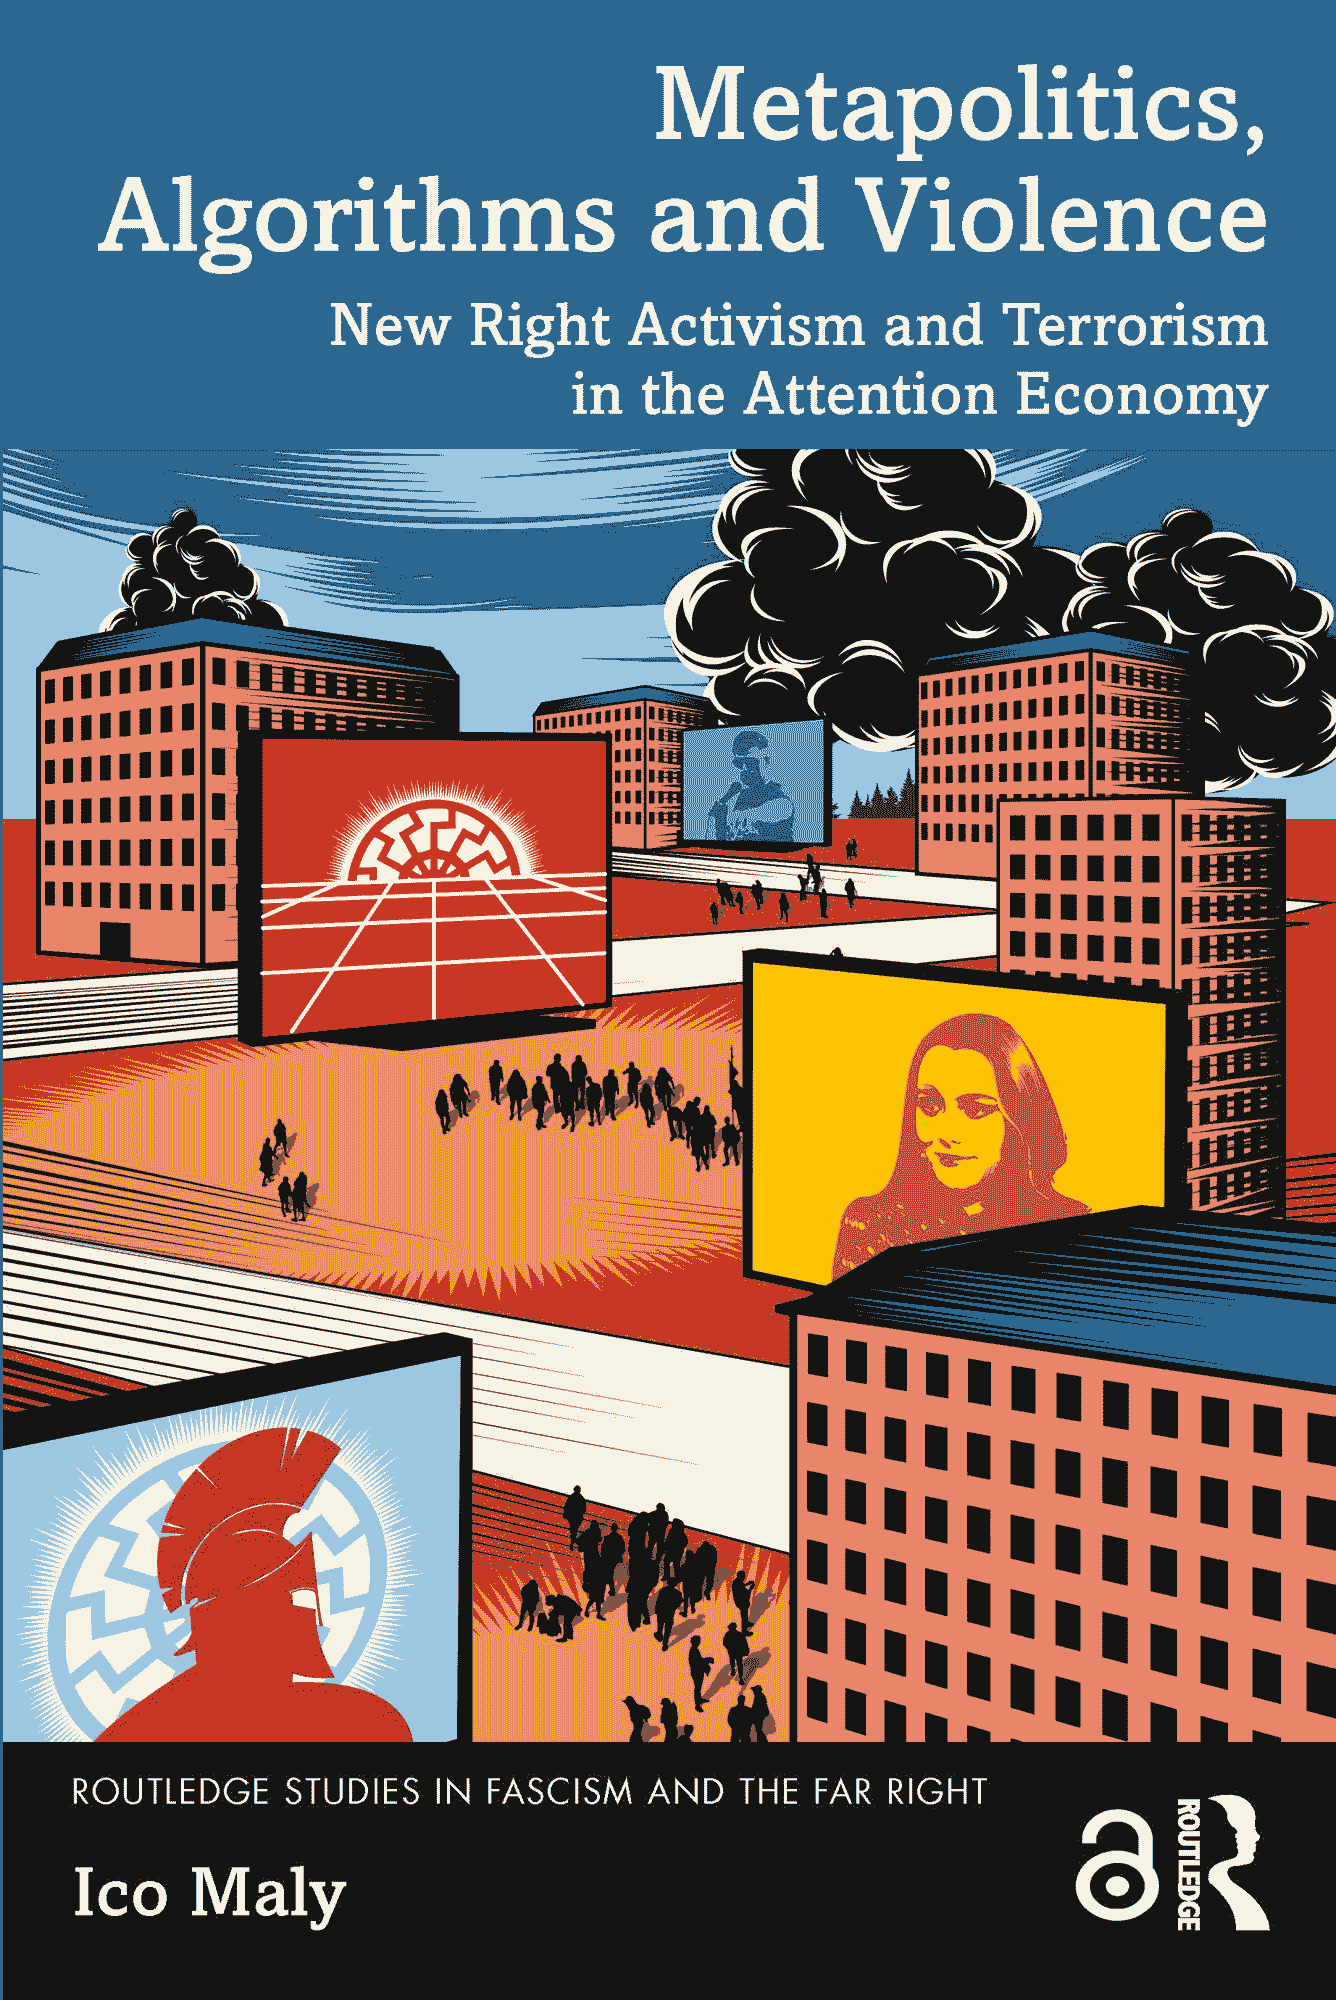 Metapolitics,
Algorithms and Violence
New Right Activism and Terrorism
in the Attention Economy
ROUTLEDGE STUDIES IN FASCISM AND THE FAR RIGHT
Ico Maly
ROUTLEDGE